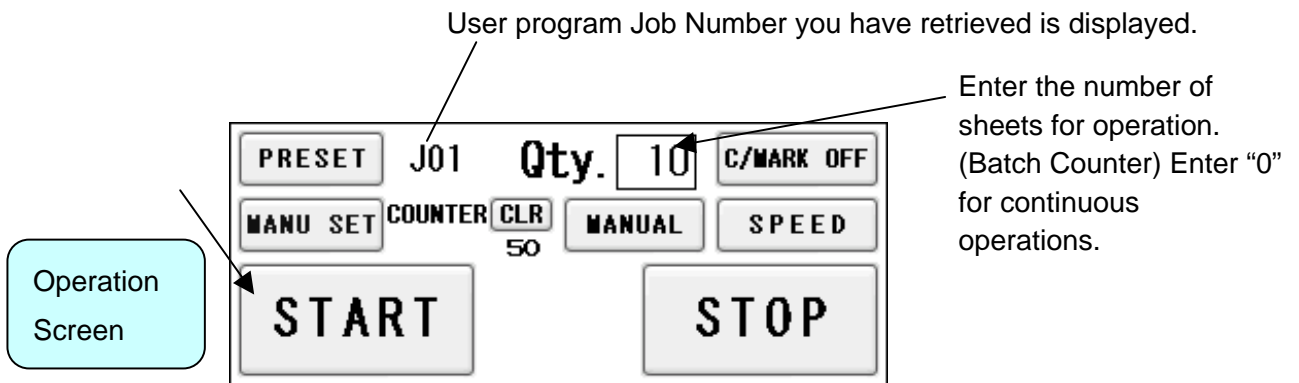 User program Job Number you have retrieved is displayed.
Enter the number of
sheets for operation.
(Batch Counter) Enter “0”
for continuous
operations.
PRESET J01 Qty. 10 C/MARK OFF
MANU SET COUNTER CLR MANUAL SPEED
50
Operation
Screen
START STOP